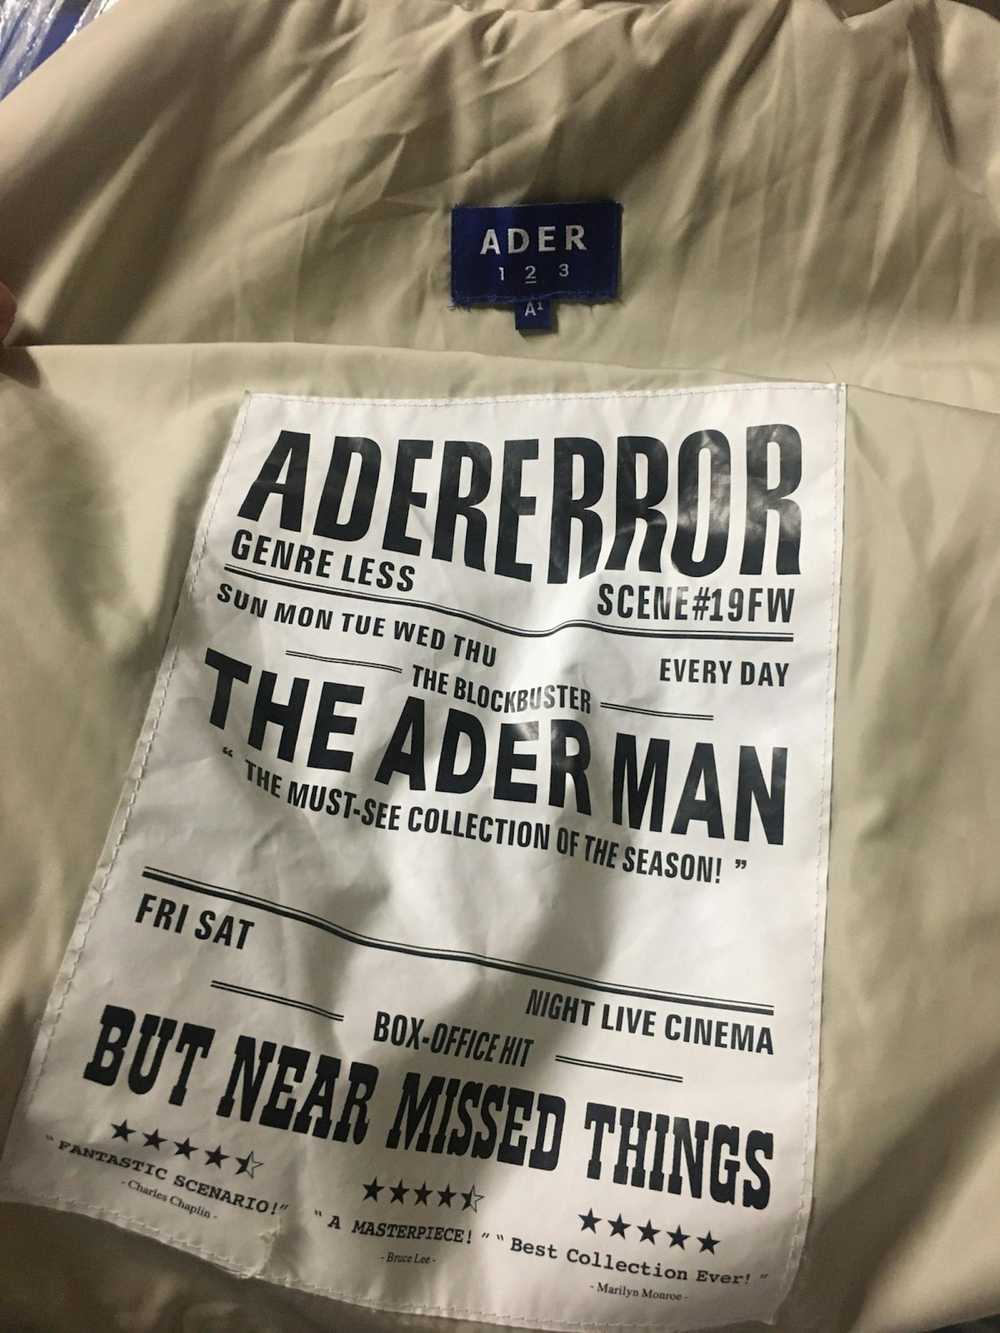 ADER
1 2 3
A¹
ADERERROR
GENRE LESS
SCENE#19FW
SUN MON TUE WED THU
EVERY DAY
THE BLOCKBUSTER
THE ADER MAN
“ THE MUST-SEE COLLECTION OF THE SEASON! ”
FRI SAT
NIGHT LIVE CINEMA
BOX-OFFICE HIT
BUT NEAR MISSED THINGS
★★★★⯪
"FANTASTIC SCENARIO!"
- Charles Chaplin -
★★★★⯪
"A MASTERPIECE!"
- Bruce Lee -
★★★★★
"Best Collection Ever!"
- Marilyn Monroe -